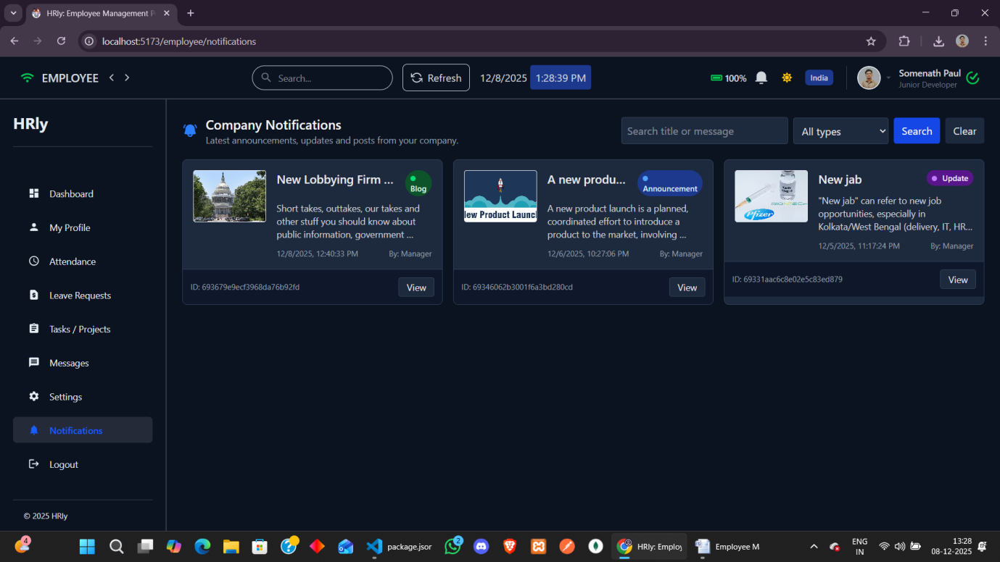 HRly: Employee Management P
localhost:5173/employee/notifications
EMPLOYEE
Search...
Refresh
12/8/2025 1:28:39 PM
100%
India
Somenath Paul
Junior Developer
HRly
Dashboard
My Profile
Attendance
Leave Requests
Tasks / Projects
Messages
Settings
Notifications
Logout
© 2025 HRly
Company Notifications
Latest announcements, updates and posts from your company.
Search title or message
All types
Search
Clear
New Lobbying Firm ...
Blog
Short takes, outtakes, our takes and
other stuff you should know about
public information, government ...
12/8/2025, 12:40:33 PM By: Manager
ID: 693679e9ecf3968da76b92fd
View
ew Product Launc
A new produ...
Announcement
A new product launch is a planned,
coordinated effort to introduce a
product to the market, involving ...
12/6/2025, 10:27:06 PM By: Manager
ID: 69346062b3001f6a3bd280cd
View
Pfizer
New jab
Update
"New jab" can refer to new job
opportunities, especially in
Kolkata/West Bengal (delivery, IT, HR...
12/5/2025, 11:17:24 PM By: Manager
ID: 69331aac6c8e02e5c83ed879
View
4
package.jsor
2
HRly: Employ
Employee M
ENG
IN
13:28
08-12-2025